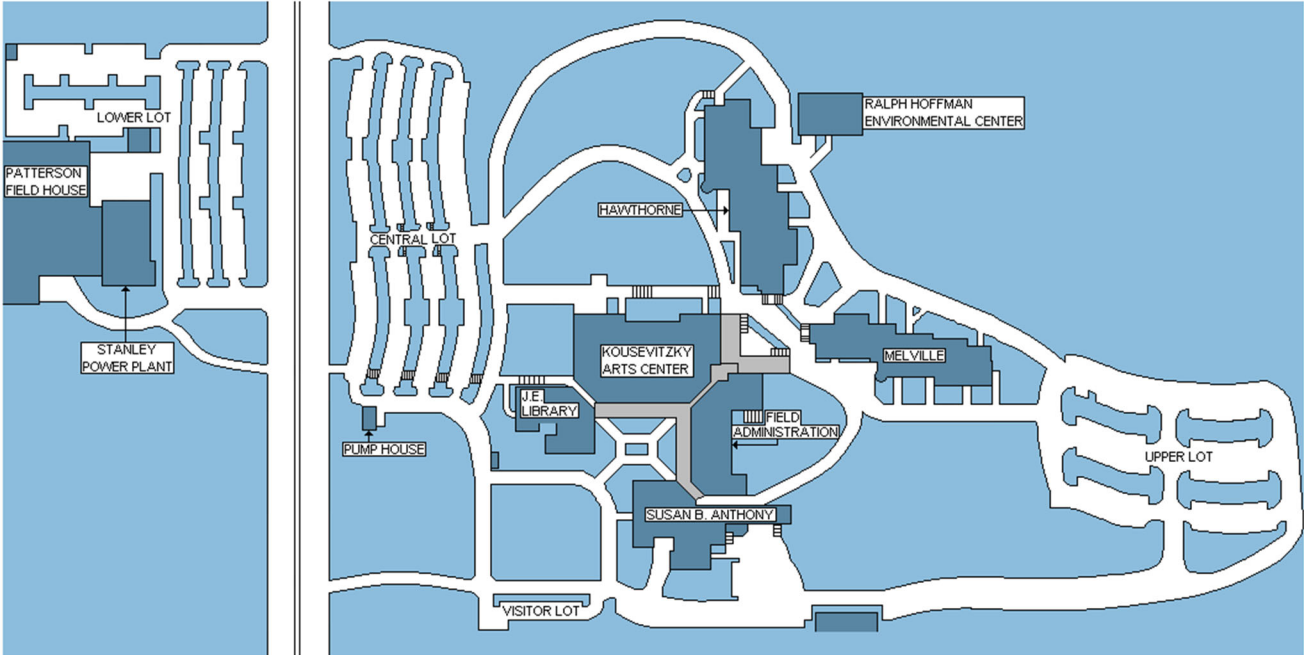 RALPH HOFFMAN
ENVIRONMENTAL CENTER
LOWER LOT
PATTERSON
FIELD HOUSE
HAWTHORNE
CENTRAL LOT
STANLEY
POWER PLANT
KOUSEVITZKY
ARTS CENTER
MELVILLE
J.E.
LIBRARY
FIELD
ADMINISTRATION
PUMP HOUSE
UPPER LOT
SUSAN B. ANTHONY
VISITOR LOT